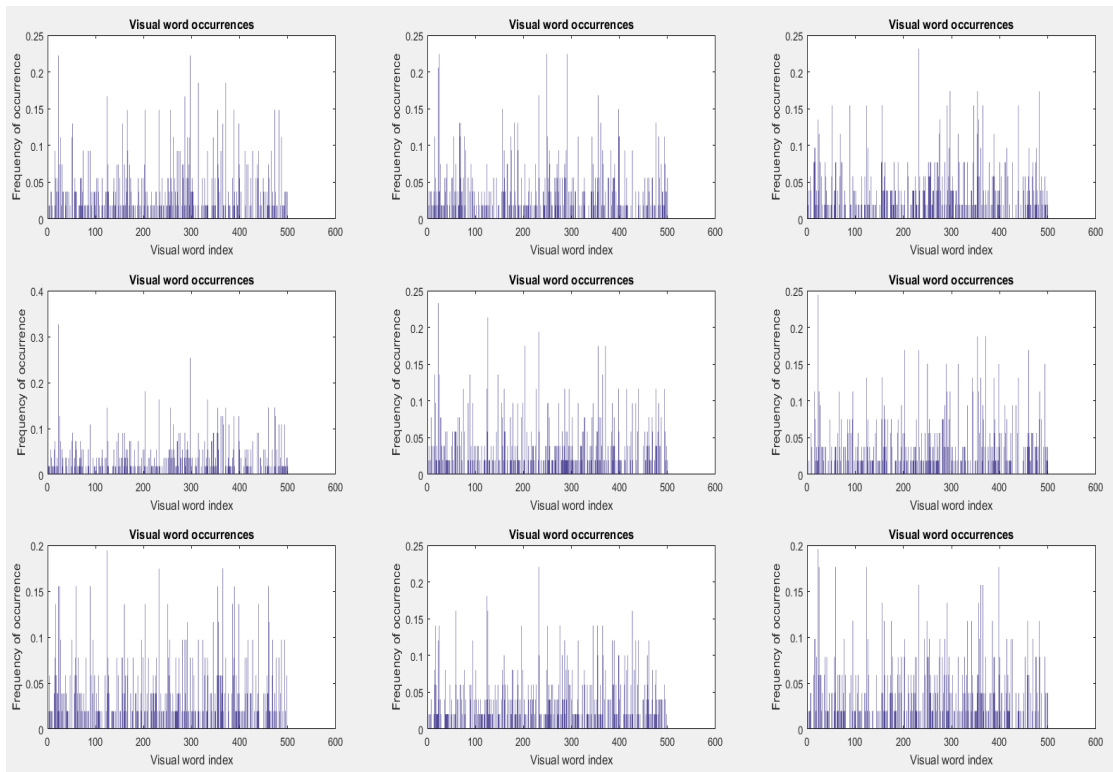 Visual word occurrences Visual word occurrences Visual word occurrences
0.25 0.25 0.25
0.2 0.2 0.2
0.15 0.15 0.15
0.1 0.1 0.1
0.05 0.05 0.05
0 0 0
Frequency of occurrence Frequency of occurrence Frequency of occurrence
0 100 200 300 400 500 600 0 100 200 300 400 500 600 0 100 200 300 400 500 600
Visual word index Visual word index Visual word index
Visual word occurrences Visual word occurrences Visual word occurrences
0.4 0.25 0.25
0.3 0.2 0.2
0.2 0.15 0.15
0.1 0.1 0.1
0 0.05 0.05
0 0
Frequency of occurrence Frequency of occurrence Frequency of occurrence
0 100 200 300 400 500 600 0 100 200 300 400 500 600 0 100 200 300 400 500 600
Visual word index Visual word index Visual word index
Visual word occurrences Visual word occurrences Visual word occurrences
0.2 0.25 0.2
0.15 0.2 0.15
0.1 0.15 0.1
0.05 0.1 0.05
0 0.05 0
0
Frequency of occurrence Frequency of occurrence Frequency of occurrence
0 100 200 300 400 500 600 0 100 200 300 400 500 600 0 100 200 300 400 500 600
Visual word index Visual word index Visual word index